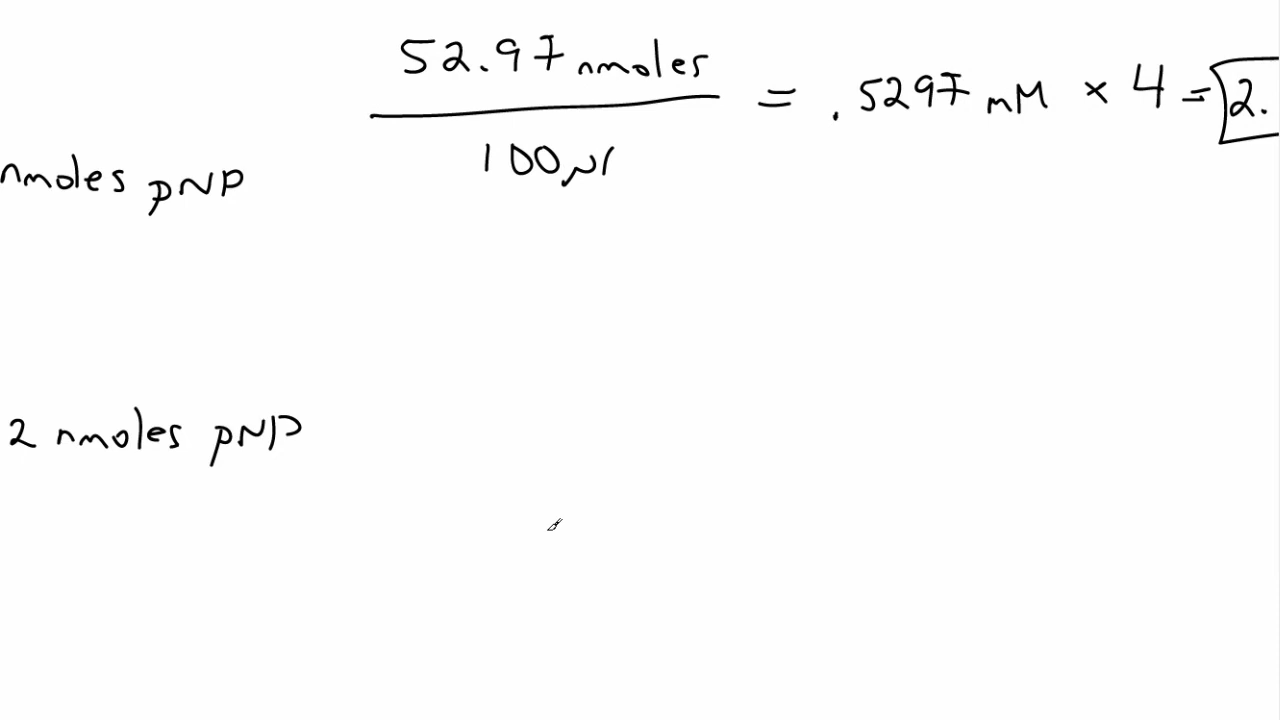 52.97 nmoles
= .5297 mM × 4 = 2.
100 µl
nmoles pNP
2 nmoles pNP